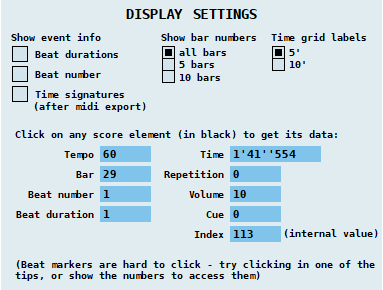 DISPLAY SETTINGS
Show event info
Beat durations
Beat number
Time signatures
(after midi export)
Show bar numbers
all bars
5 bars
10 bars
Time grid labels
5'
10'
Click on any score element (in black) to get its data:
Tempo 60 Time 1'41''554
Bar 29 Repetition 0
Beat number 1 Volume 10
Beat duration 1 Cue 0
Index 113 (internal value)
(Beat markers are hard to click - try clicking in one of the
tips, or show the numbers to access them)